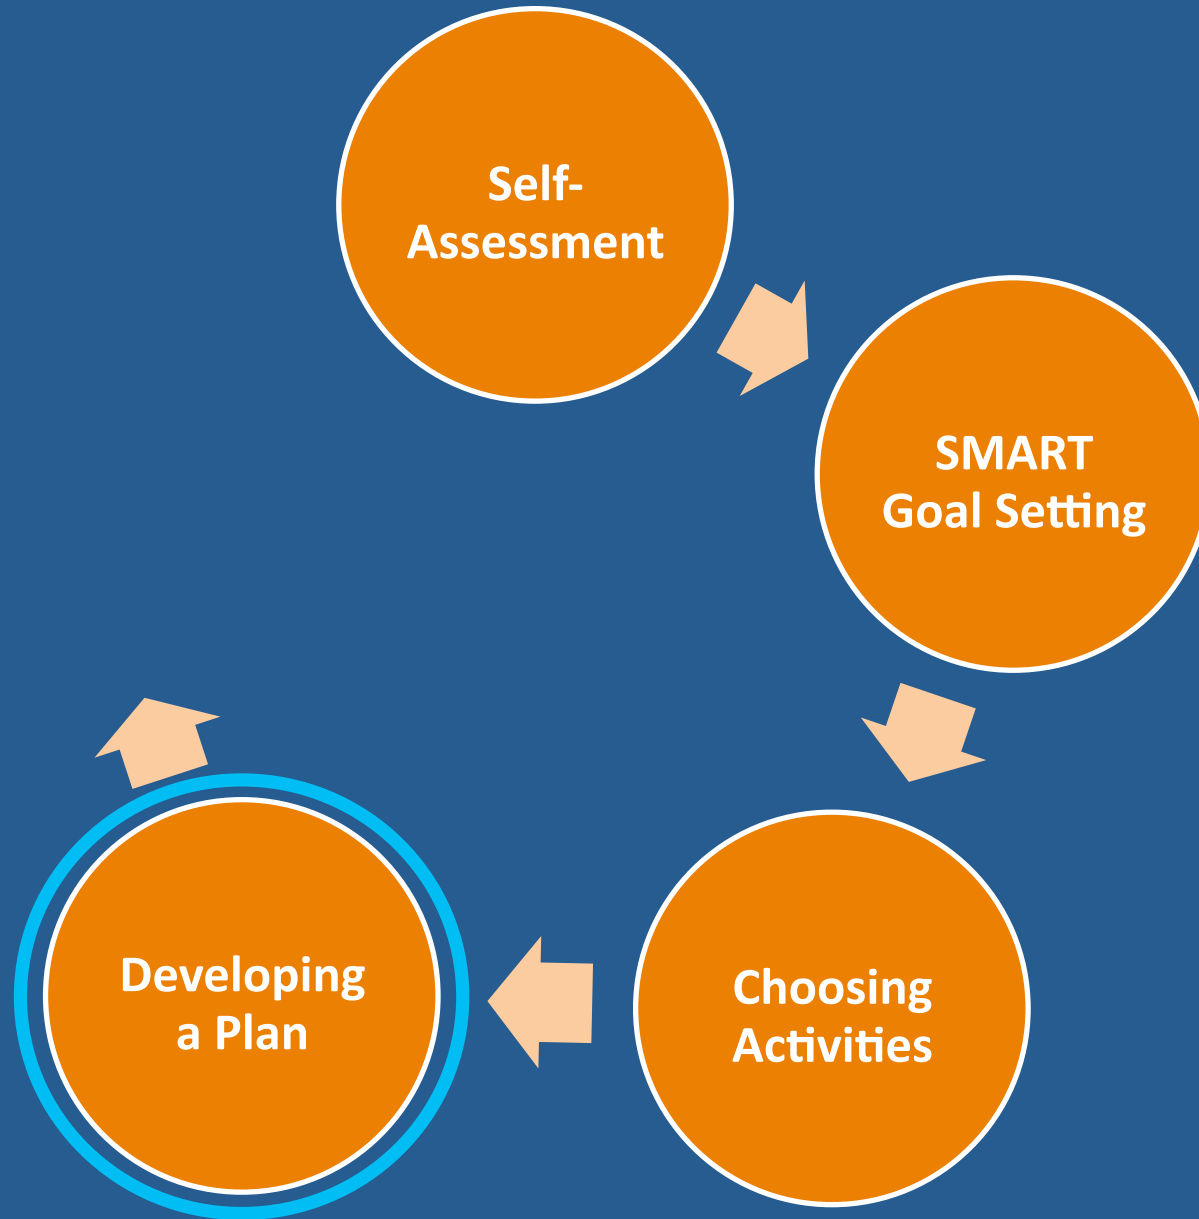 Self-
Assessment
SMART
Goal Setting
Choosing
Activities
Developing
a Plan